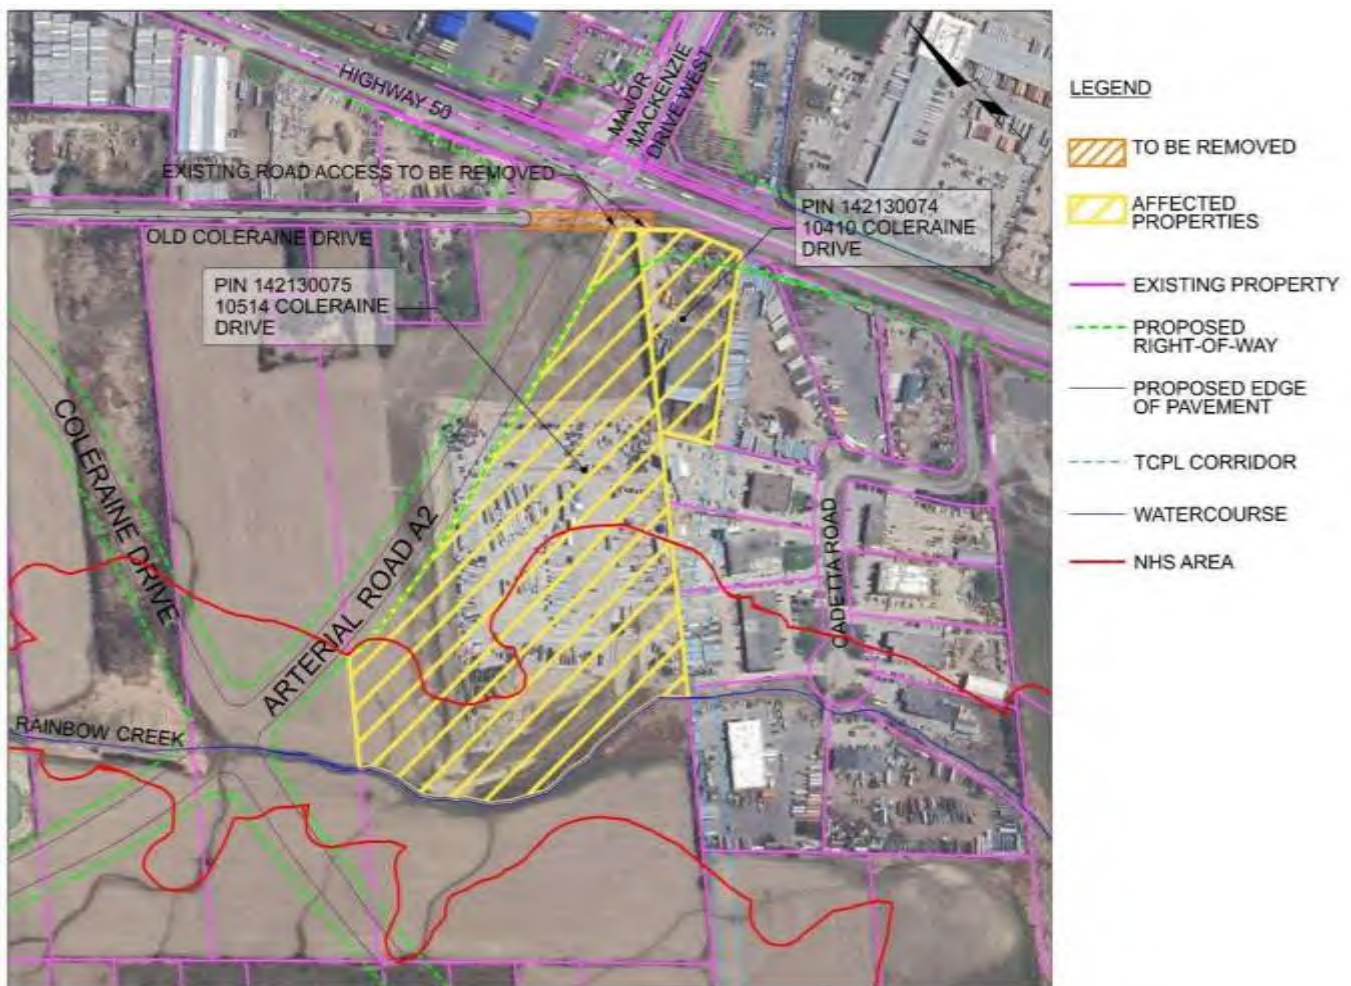 HIGHWAY 50
MAJOR
MACKENZIE
DRIVE WEST
EXISTING ROAD ACCESS TO BE REMOVED
OLD COLERAINE DRIVE
PIN 142130074
10410 COLERAINE
DRIVE
PIN 142130075
10514 COLERAINE
DRIVE
COLERAINE DRIVE
ARTERIAL ROAD A2
CADETTA ROAD
RAINBOW CREEK
LEGEND
TO BE REMOVED
AFFECTED
PROPERTIES
EXISTING PROPERTY
PROPOSED
RIGHT-OF-WAY
PROPOSED EDGE
OF PAVEMENT
TCPL CORRIDOR
WATERCOURSE
NHS AREA